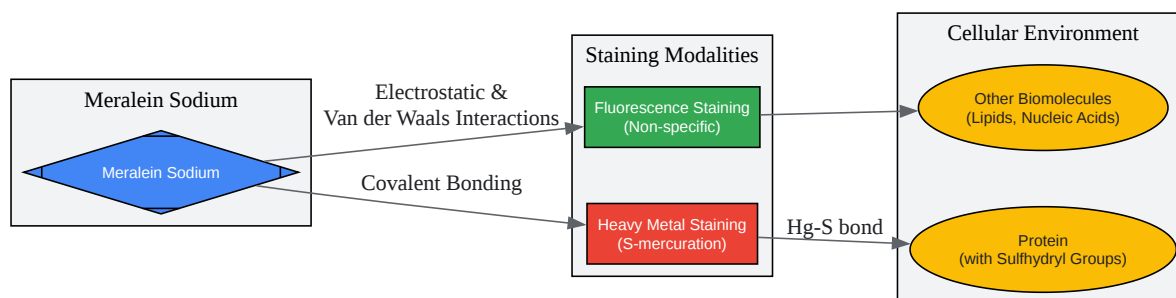 Meralein Sodium
Meralein Sodium
Electrostatic &
Van der Waals Interactions
Covalent Bonding
Staining Modalities
Fluorescence Staining
(Non-specific)
Heavy Metal Staining
(S-mercuration)
Hg-S bond
Cellular Environment
Other Biomolecules
(Lipids, Nucleic Acids)
Protein
(with Sulfhydryl Groups)